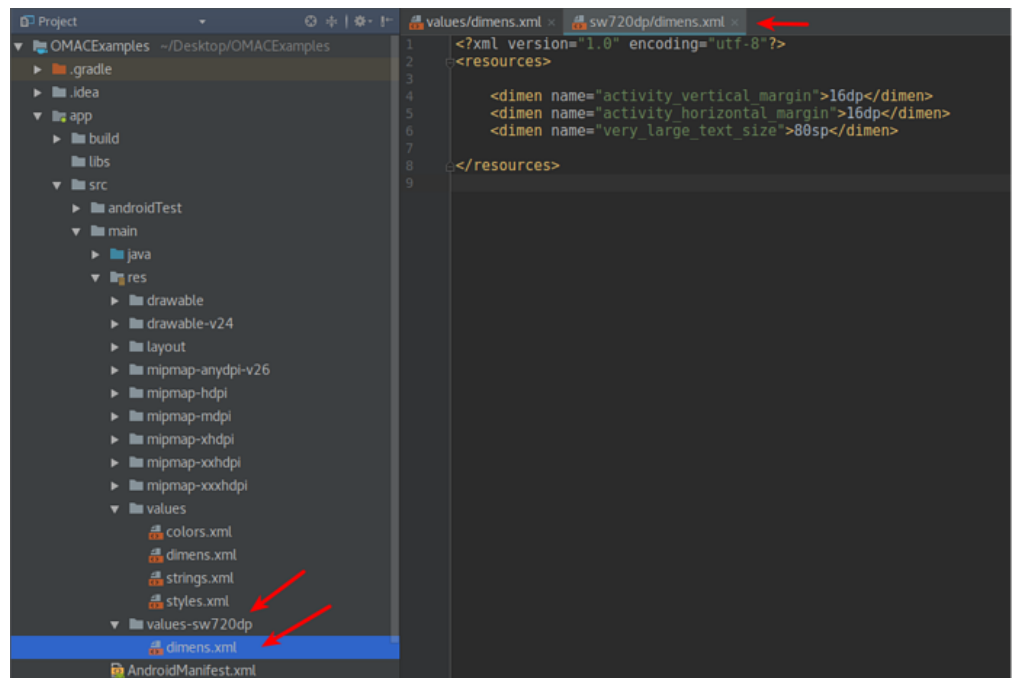 Project
OMACExamples ~/Desktop/OMACExamples
.gradle
.idea
app
build
libs
src
androidTest
main
java
res
drawable
drawable-v24
layout
mipmap-anydpi-v26
mipmap-hdpi
mipmap-mdpi
mipmap-xhdpi
mipmap-xxhdpi
mipmap-xxxhdpi
values
colors.xml
dimens.xml
strings.xml
styles.xml
values-sw720dp
dimens.xml
AndroidManifest.xml
values/dimens.xml × sw720dp/dimens.xml ×
1 <?xml version="1.0" encoding="utf-8"?>
2 <resources>
3
4 <dimen name="activity_vertical_margin">16dp</dimen>
5 <dimen name="activity_horizontal_margin">16dp</dimen>
6 <dimen name="very_large_text_size">80sp</dimen>
7
8 </resources>
9